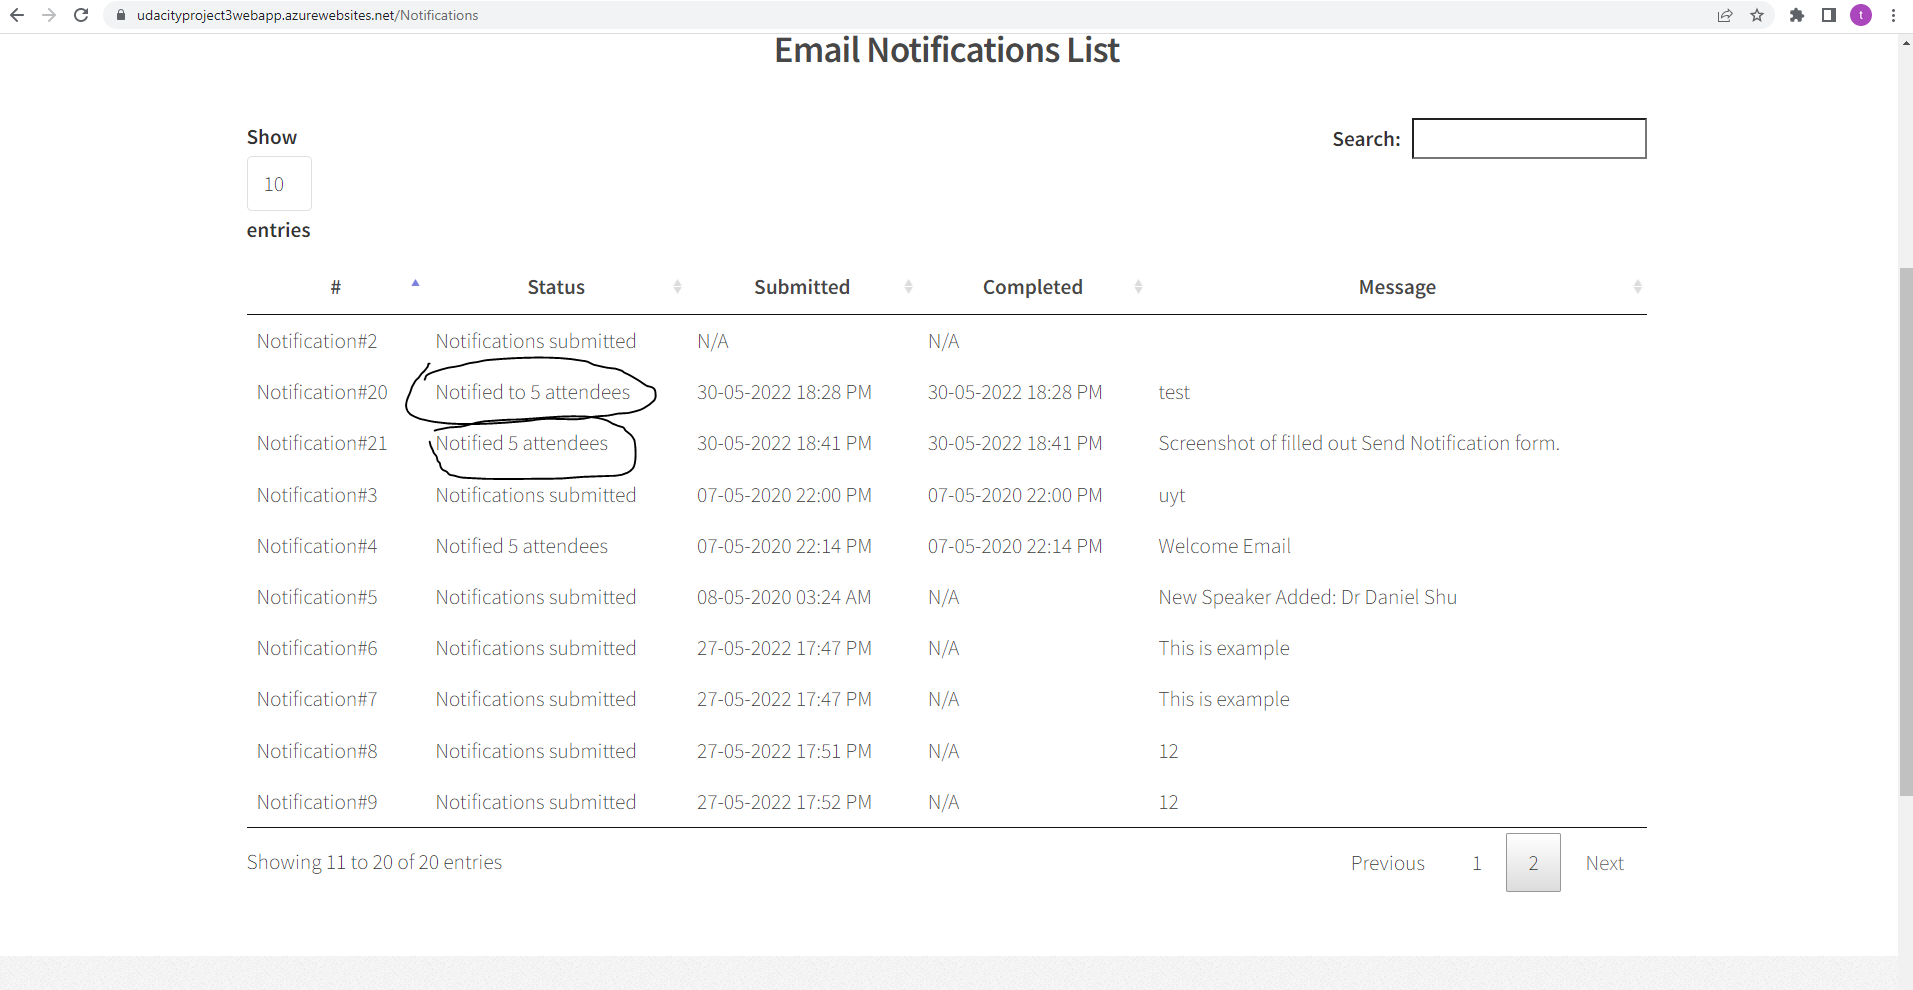 udacityproject3webapp.azurewebsites.net/Notifications
t
Email Notifications List
Show
10
entries
Search:
# Status Submitted Completed Message
Notification#2 Notifications submitted N/A N/A
Notification#20 Notified to 5 attendees 30-05-2022 18:28 PM 30-05-2022 18:28 PM test
Notification#21 Notified 5 attendees 30-05-2022 18:41 PM 30-05-2022 18:41 PM Screenshot of filled out Send Notification form.
Notification#3 Notifications submitted 07-05-2020 22:00 PM 07-05-2020 22:00 PM uyt
Notification#4 Notified 5 attendees 07-05-2020 22:14 PM 07-05-2020 22:14 PM Welcome Email
Notification#5 Notifications submitted 08-05-2020 03:24 AM N/A New Speaker Added: Dr Daniel Shu
Notification#6 Notifications submitted 27-05-2022 17:47 PM N/A This is example
Notification#7 Notifications submitted 27-05-2022 17:47 PM N/A This is example
Notification#8 Notifications submitted 27-05-2022 17:51 PM N/A 12
Notification#9 Notifications submitted 27-05-2022 17:52 PM N/A 12
Showing 11 to 20 of 20 entries
Previous 1 2 Next